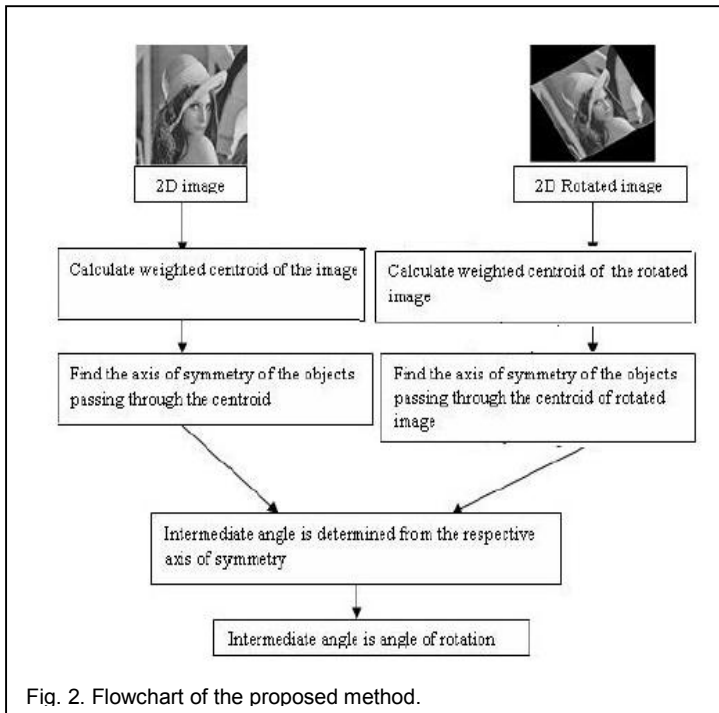 2D image
2D Rotated image
Calculate weighted centroid of the image
Calculate weighted centroid of the rotated
image
Find the axis of symmetry of the objects
passing through the centroid
Find the axis of symmetry of the objects
passing through the centroid of rotated
image
Intermediate angle is determined from the respective
axis of symmetry
Intermediate angle is angle of rotation
Fig. 2. Flowchart of the proposed method.